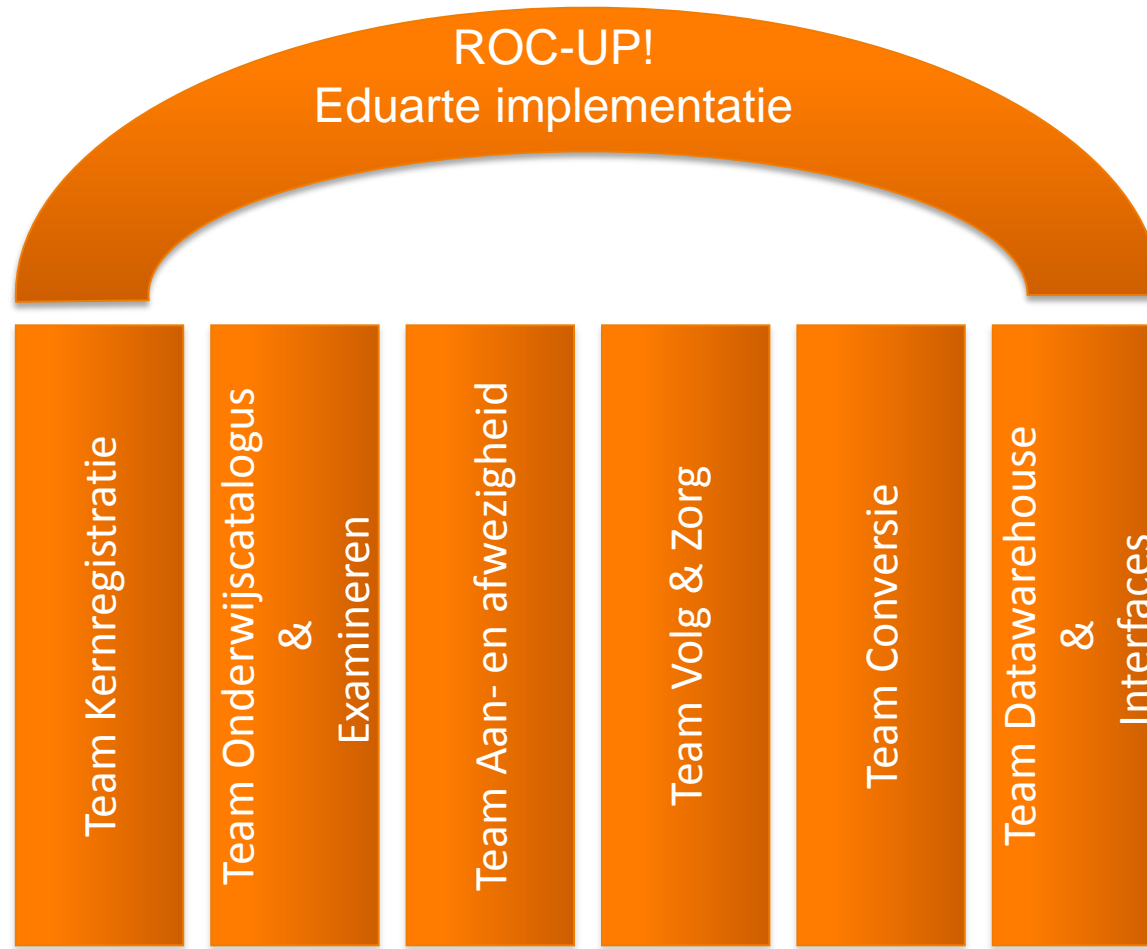 ROC-UP!
Eduarte implementatie
Team Kernregistratie
Team Onderwijscatalogus
&
Examineren
Team Aan- en afwezigheid
Team Volg & Zorg
Team Conversie
Team Datawarehouse
&
Interfaces